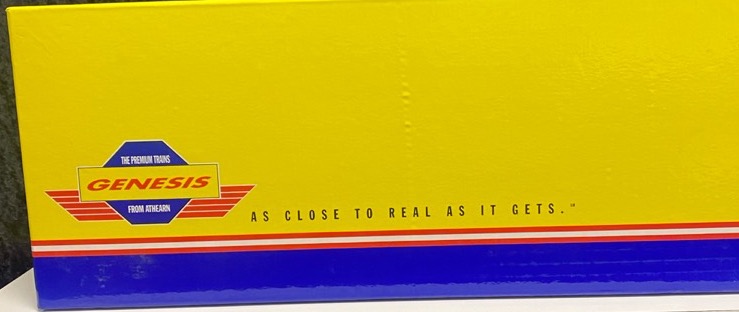 THE PREMIUM TRAINS
GENESIS
FROM ATHEARN
AS CLOSE TO REAL AS IT GETS.™